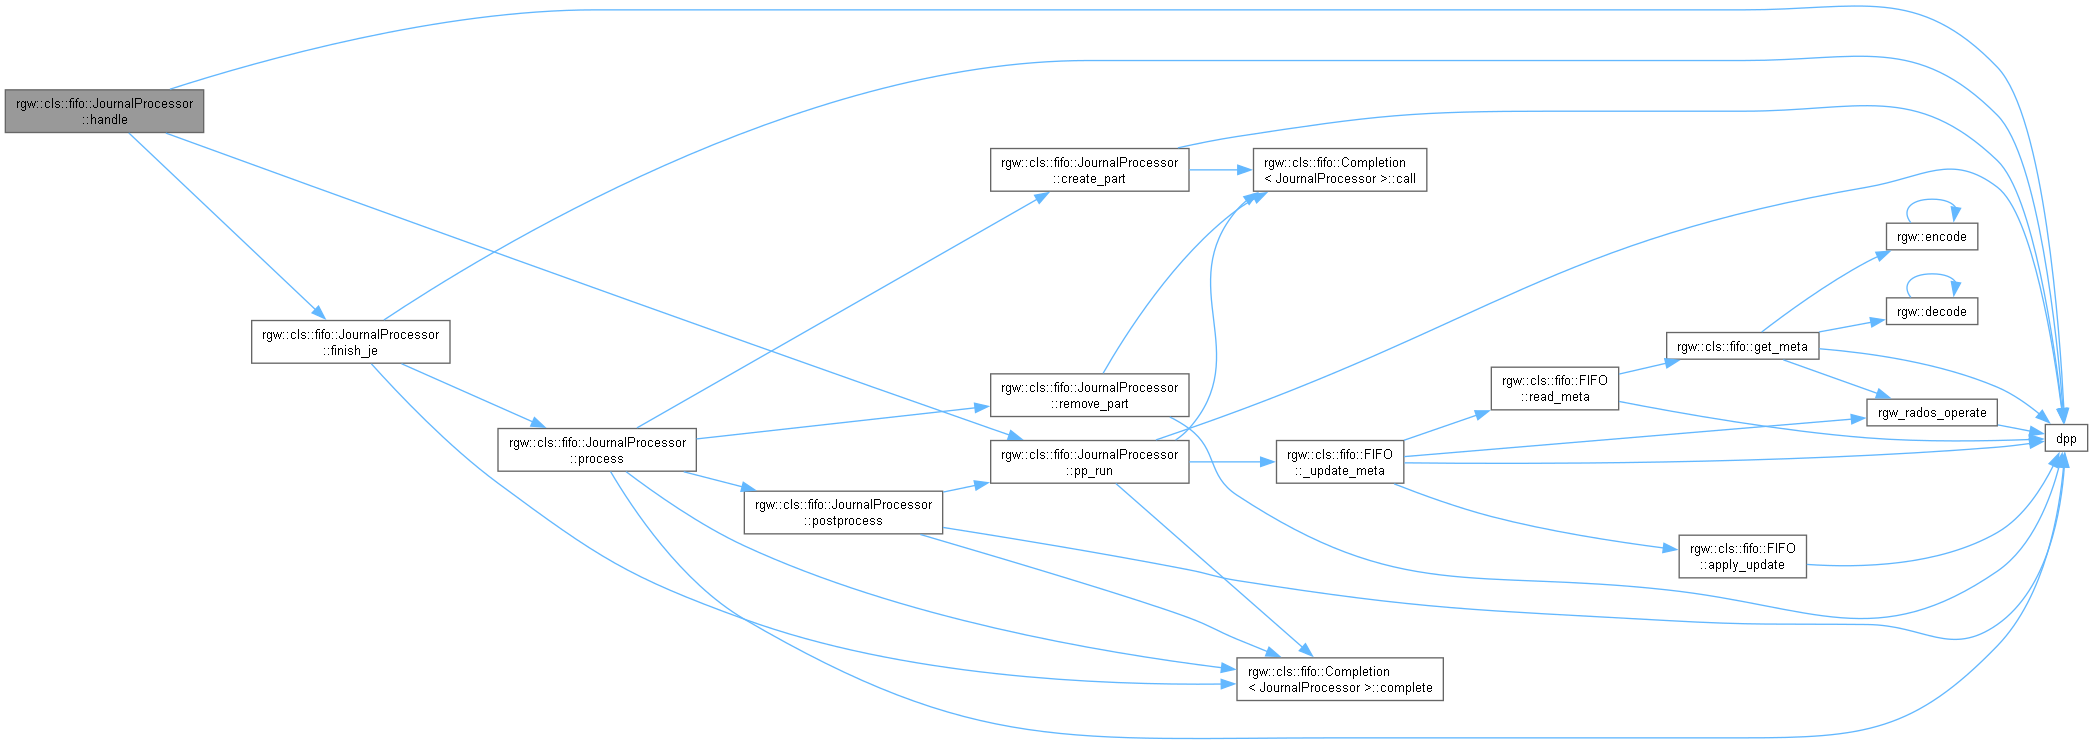 rgw::cls::fifo::JournalProcessor
::handle
rgw::cls::fifo::JournalProcessor
::finish_je
rgw::cls::fifo::JournalProcessor
::process
rgw::cls::fifo::JournalProcessor
::postprocess
rgw::cls::fifo::JournalProcessor
::create_part
rgw::cls::fifo::JournalProcessor
::remove_part
rgw::cls::fifo::JournalProcessor
::pp_run
rgw::cls::fifo::Completion
< JournalProcessor >::call
rgw::cls::fifo::FIFO
::_update_meta
rgw::cls::fifo::Completion
< JournalProcessor >::complete
rgw::cls::fifo::FIFO
::read_meta
rgw::cls::fifo::get_meta
rgw::cls::fifo::FIFO
::apply_update
rgw::encode
rgw::decode
rgw_rados_operate
dpp